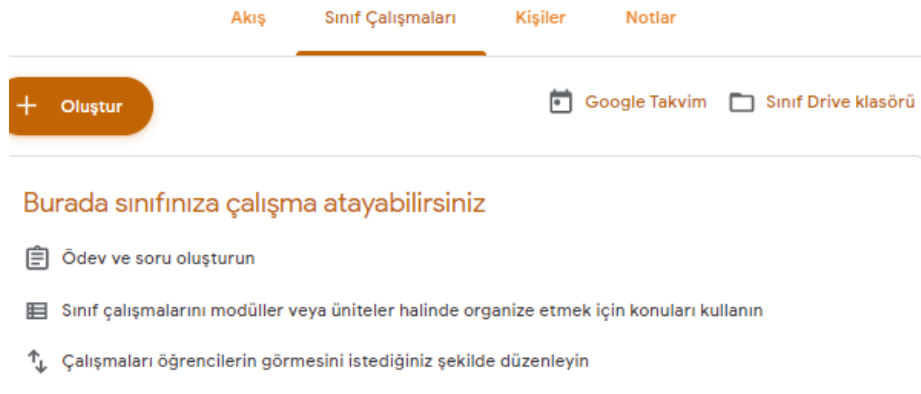 Akış Sınıf Çalışmaları Kişiler Notlar
+ Oluştur Google Takvim Sınıf Drive klasörü
Burada sınıfınıza çalışma atayabilirsiniz
Ödev ve soru oluşturun
Sınıf çalışmalarını modüller veya üniteler halinde organize etmek için konuları kullanın
Çalışmaları öğrencilerin görmesini istediğiniz şekilde düzenleyin